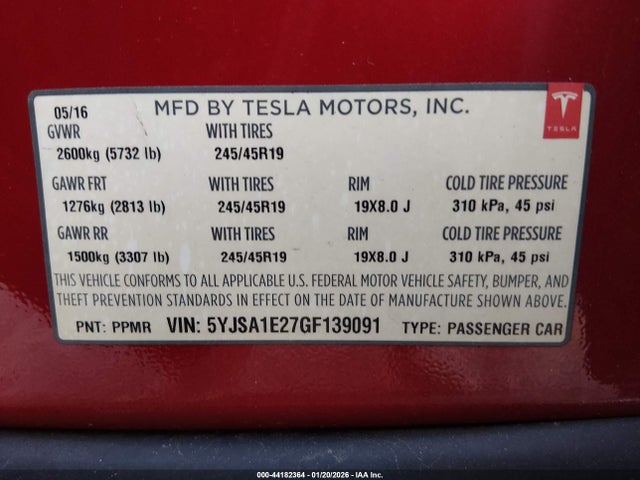 05/16 MFD BY TESLA MOTORS, INC.
TESLA
GVWR WITH TIRES
2600kg (5732 lb) 245/45R19
GAWR FRT WITH TIRES RIM COLD TIRE PRESSURE
1276kg (2813 lb) 245/45R19 19X8.0 J 310 kPa, 45 psi
GAWR RR WITH TIRES RIM COLD TIRE PRESSURE
1500kg (3307 lb) 245/45R19 19X8.0 J 310 kPa, 45 psi
THIS VEHICLE CONFORMS TO ALL APPLICABLE U.S. FEDERAL MOTOR VEHICLE SAFETY, BUMPER, AND
THEFT PREVENTION STANDARDS IN EFFECT ON THE DATE OF MANUFACTURE SHOWN ABOVE.
PNT: PPMR VIN: 5YJSA1E27GF139091 TYPE: PASSENGER CAR
000-44182364 - 01/20/2026 - IAA Inc.